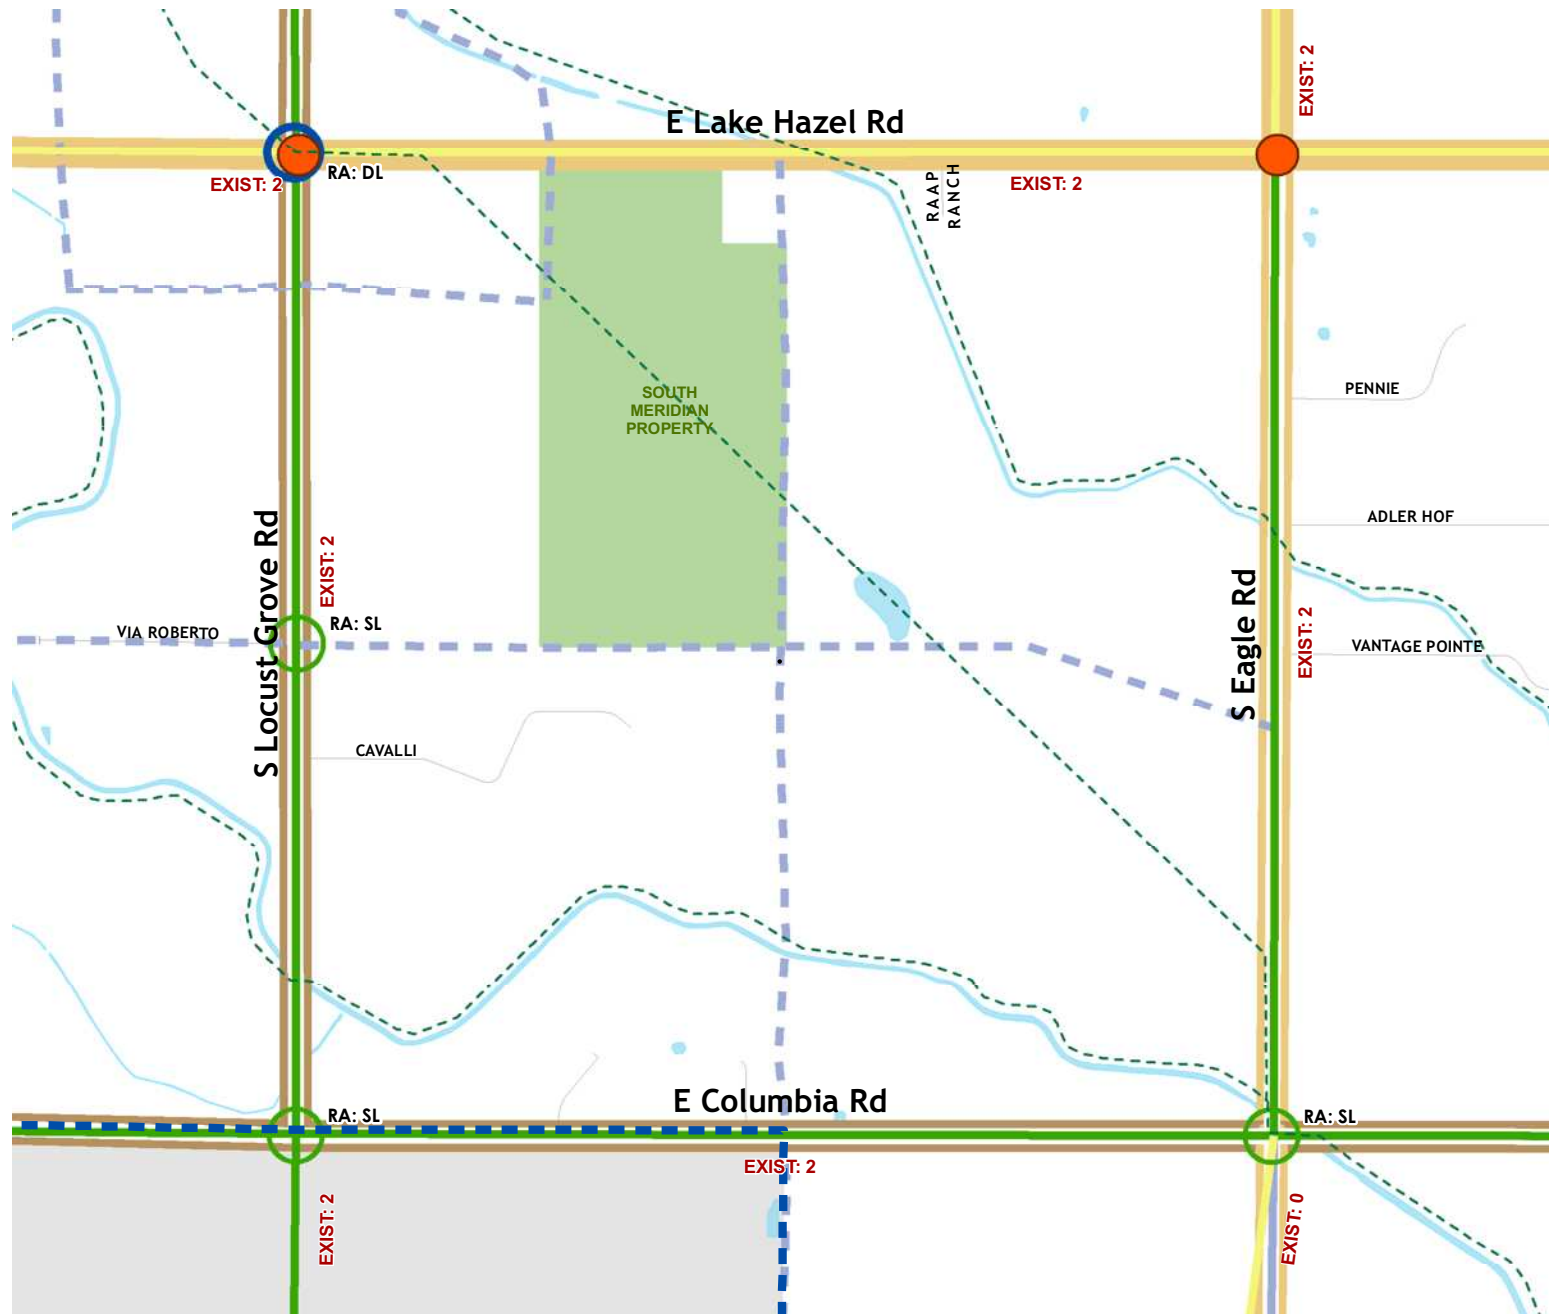 EXIST: 2
E Lake Hazel Rd
RA: DL
EXIST: 2
EXIST: 2
RAAP
RANCH
PENNIE
SOUTH
MERIDIAN
PROPERTY
ADLER HOF
S Locust Grove Rd
EXIST: 2
RA: SL
VIA ROBERTO
S Eagle Rd
EXIST: 2
VANTAGE POINTE
CAVALLI
E Columbia Rd
RA: SL
RA: SL
EXIST: 2
EXIST: 2
EXIST: 0